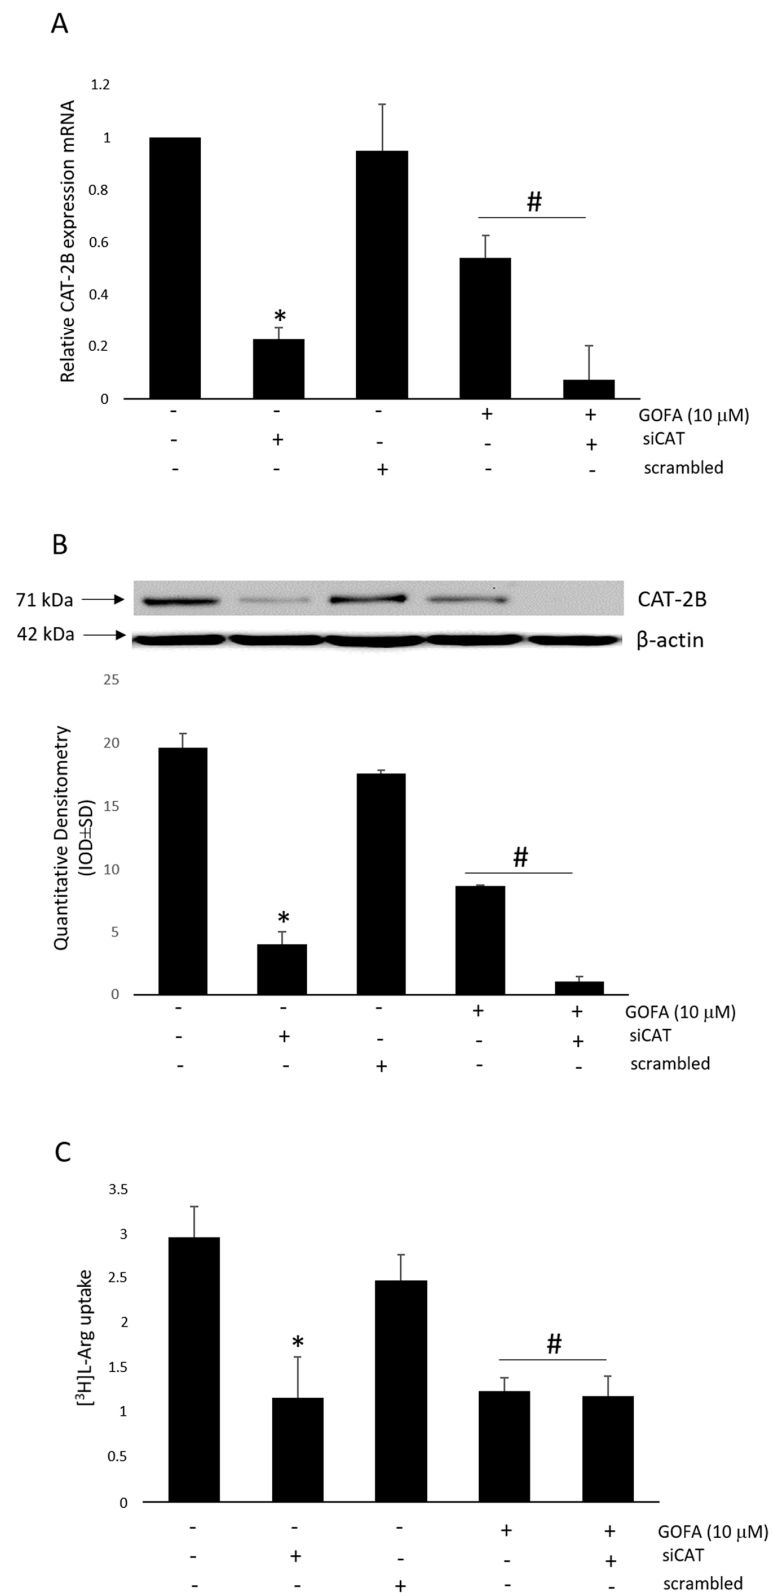 A
Relative CAT-2B expression mRNA
1.2
1
0.8
0.6
0.4
0.2
0
*
#
- - - + + GOFA (10 μM)
- + - - + siCAT
- - + - - scrambled
B
71 kDa CAT-2B
42 kDa β-actin
Quantitative Densitometry
(IOD±SD)
25
20
15
10
5
0
*
#
- - - + + GOFA (10 μM)
- + - - + siCAT
- - + - - scrambled
C
[³H]L-Arg uptake
3.5
3
2.5
2
1.5
1
0.5
0
*
#
- - - + + GOFA (10 μM)
- + - - + siCAT
- - + - - scrambled